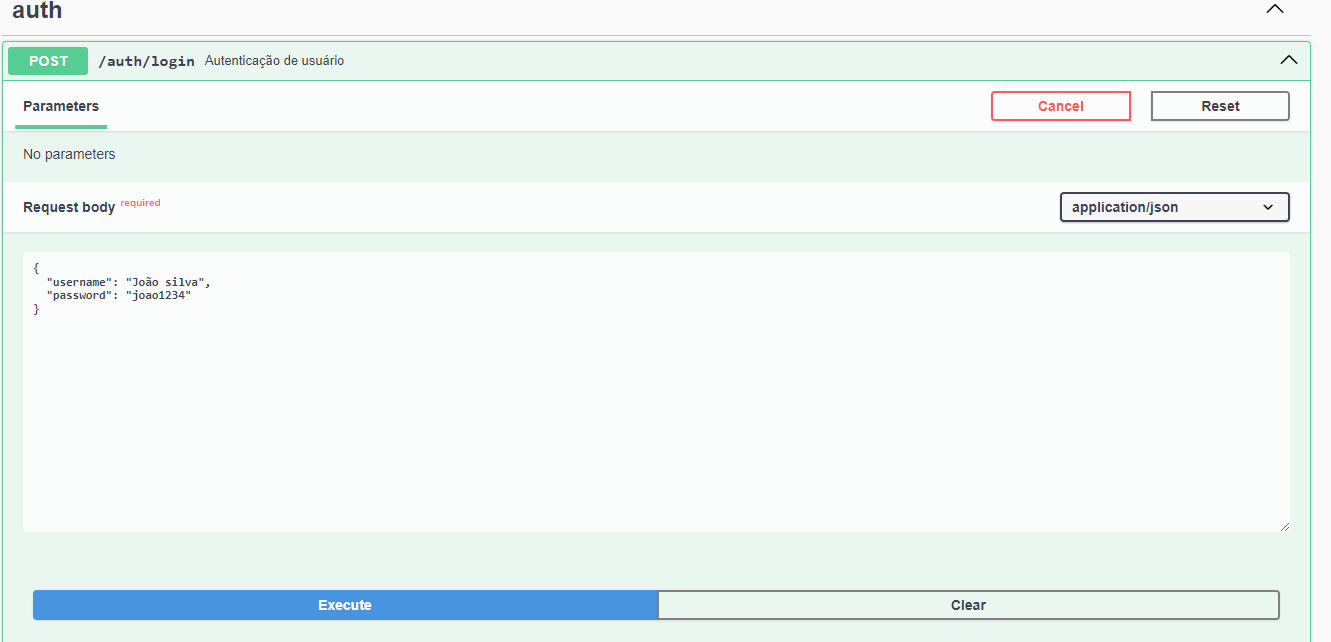 auth
POST /auth/login Autenticação de usuário
Parameters Cancel Reset
No parameters
Request body required application/json
{
"username": "João silva",
"password": "joao1234"
}
Execute Clear